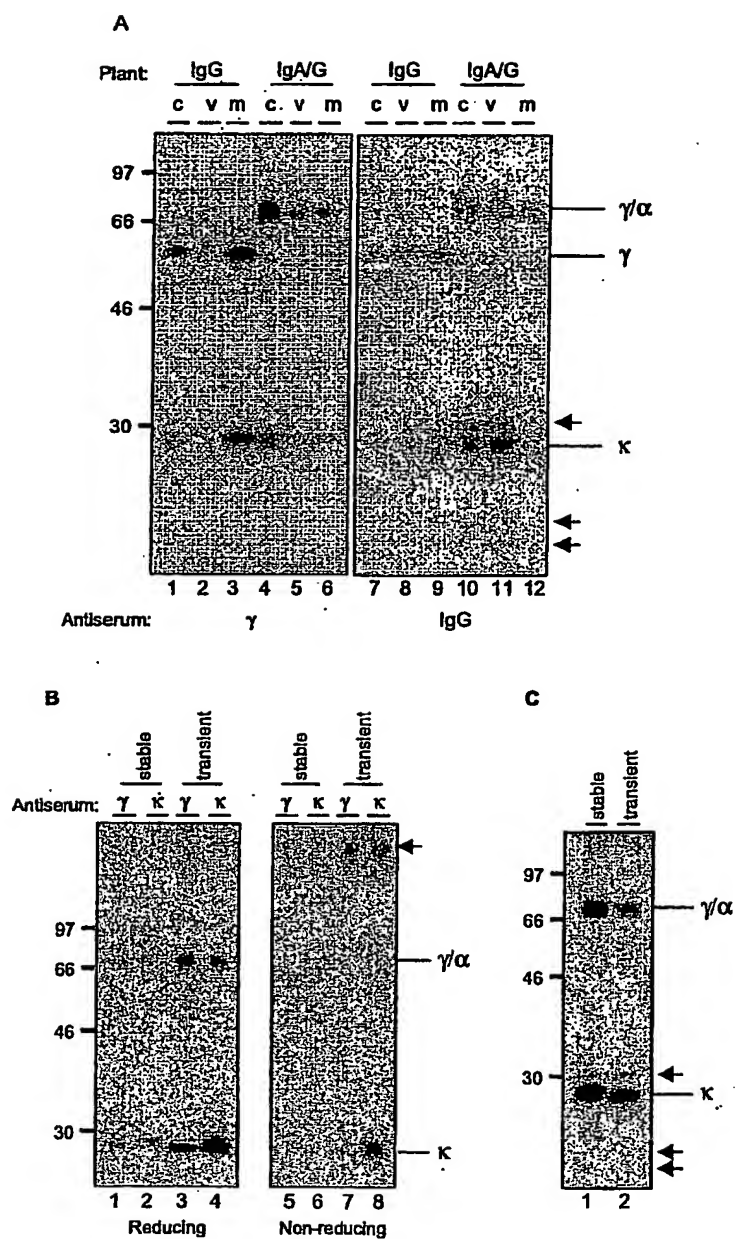 A
Plant: IgG IgA/G IgG IgA/G
c v m c v m c v m c v m
97
66
46
30
γ/α
γ
κ
1 2 3 4 5 6 7 8 9 10 11 12
Antiserum: γ IgG
B
stable transient stable transient
Antiserum: γ κ γ κ γ κ γ κ
97
66
46
30
γ/α
κ
1 2 3 4 5 6 7 8
Reducing Non-reducing
C
stable transient
97
66
46
30
γ/α
κ
1 2